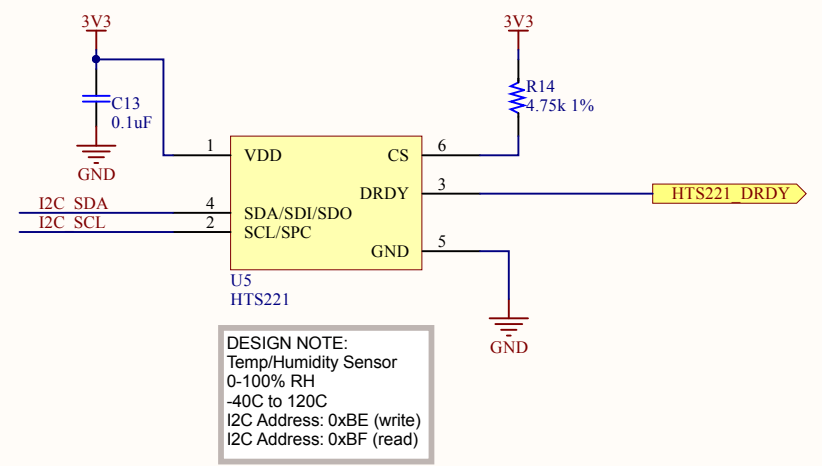 3V3
3V3
C13
0.1uF
R14
4.75k 1%
GND
1
VDD
CS
6
DRDY
3
HTS221_DRDY
I2C_SDA
4
SDA/SDI/SDO
I2C_SCL
2
SCL/SPC
GND
5
U5
HTS221
GND
DESIGN NOTE:
Temp/Humidity Sensor
0-100% RH
-40C to 120C
I2C Address: 0xBE (write)
I2C Address: 0xBF (read)